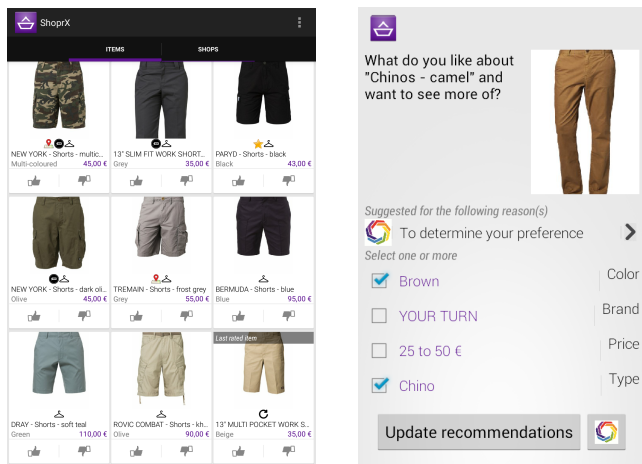 ShoprX
ITEMS
SHOPS
NEW YORK - Shorts - multic...
Multi-coloured 45,00 €
13" SLIM FIT WORK SHORT...
Grey 35,00 €
PARYD - Shorts - black
Black 43,00 €
NEW YORK - Shorts - dark oli...
Olive 45,00 €
TREMAIN - Shorts - frost grey
Grey 55,00 €
BERMUDA - Shorts - blue
Blue 95,00 €
DRAY - Shorts - soft teal
Green 110,00 €
ROVIC COMBAT - Shorts - kh...
Olive 90,00 €
Last rated item
13" MULTI POCKET WORK S...
Beige 35,00 €
What do you like about
"Chinos - camel" and
want to see more of?
Suggested for the following reason(s)
To determine your preference
Select one or more
Brown Color
YOUR TURN Brand
25 to 50 € Price
Chino Type
Update recommendations